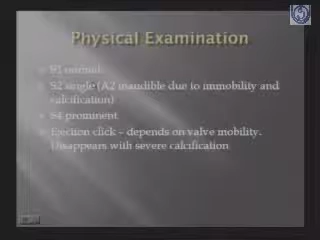 Physical Examination
S1 normal
S2 single (A2 inaudible due to immobility and
calcification)
S4 prominent
Ejection click – depends on valve mobility.
Disappears with severe calcification